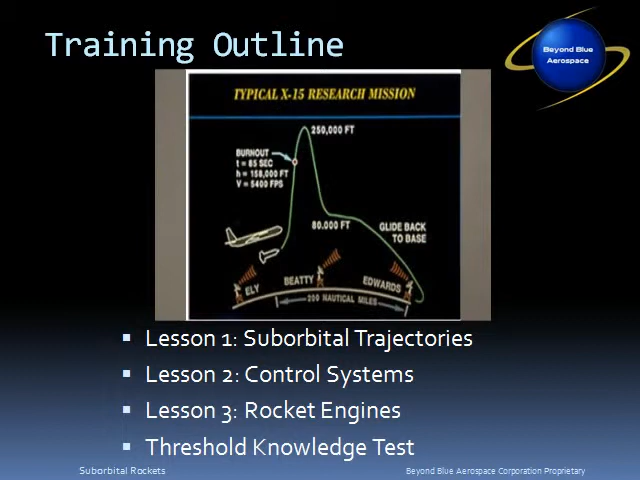 Training Outline
Beyond Blue
Aerospace
TYPICAL X-15 RESEARCH MISSION
250,000 FT
BURNOUT
t = 85 SEC
h = 158,000 FT
V = 5400 FPS
80,000 FT
GLIDE BACK
TO BASE
ELY
BEATTY
EDWARDS
200 NAUTICAL MILES
▪ Lesson 1: Suborbital Trajectories
▪ Lesson 2: Control Systems
▪ Lesson 3: Rocket Engines
▪ Threshold Knowledge Test
Suborbital Rockets
Beyond Blue Aerospace Corporation Proprietary